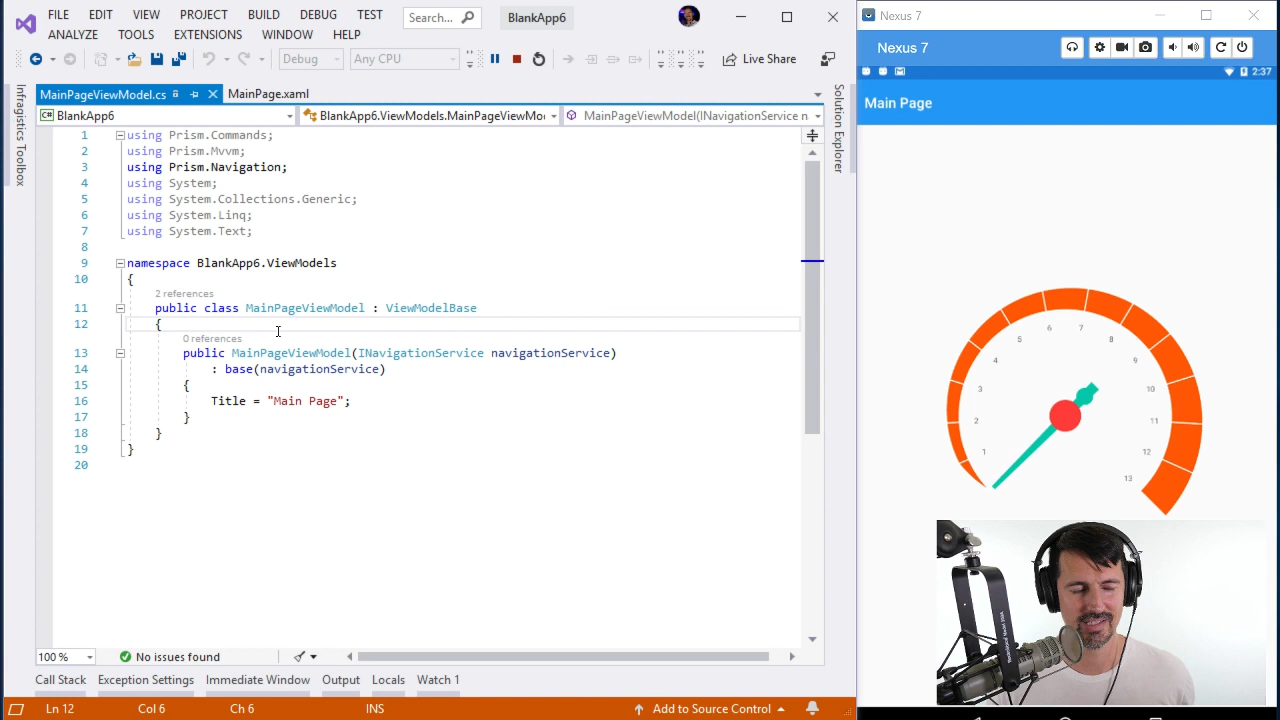 FILE EDIT VIEW PROJECT BUILD DEBUG TEST
ANALYZE TOOLS EXTENSIONS WINDOW HELP
Search...
BlankApp6
Debug
Any CPU
Live Share
Infragistics Toolbox
Solution Explorer
MainPageViewModel.cs
MainPage.xaml
C# BlankApp6
BlankApp6.ViewModels.MainPageViewMo
MainPageViewModel(INavigationService n
1 using Prism.Commands;
2 using Prism.Mvvm;
3 using Prism.Navigation;
4 using System;
5 using System.Collections.Generic;
6 using System.Linq;
7 using System.Text;
8
9 namespace BlankApp6.ViewModels
10 {
2 references
11 public class MainPageViewModel : ViewModelBase
12 {
0 references
13 public MainPageViewModel(INavigationService navigationService)
14 : base(navigationService)
15 {
16 Title = "Main Page";
17 }
18 }
19 }
20
100 %
No issues found
Call Stack Exception Settings Immediate Window Output Locals Watch 1
Ln 12 Col 6 Ch 6 INS
Add to Source Control
Nexus 7
Nexus 7
2:37
Main Page
1
2
3
4
5
6
7
8
9
10
11
12
13